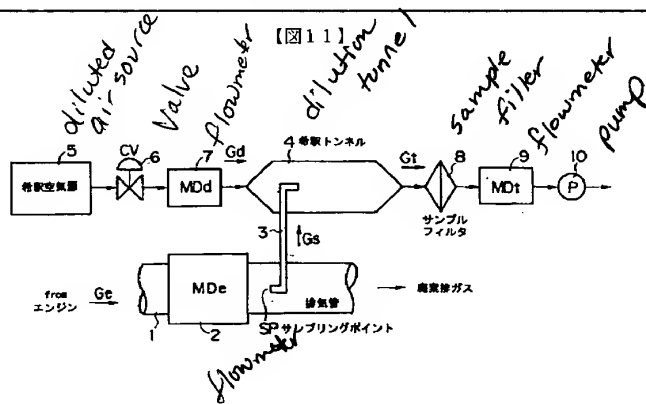 【図11】
diluted air source
valve
flowmeter
dilution tunnel
sample filter
flowmeter
pump
5
CV
6
7
Gd
4 希釈トンネル
Gt
8
9
10
希釈空気源
MDd
MDt
P
サンプル
フィルタ
3
Gs
from
エンジン
Ge
MDe
排気管
廃棄排ガス
SP サンプリングポイント
1
2
flowmeter